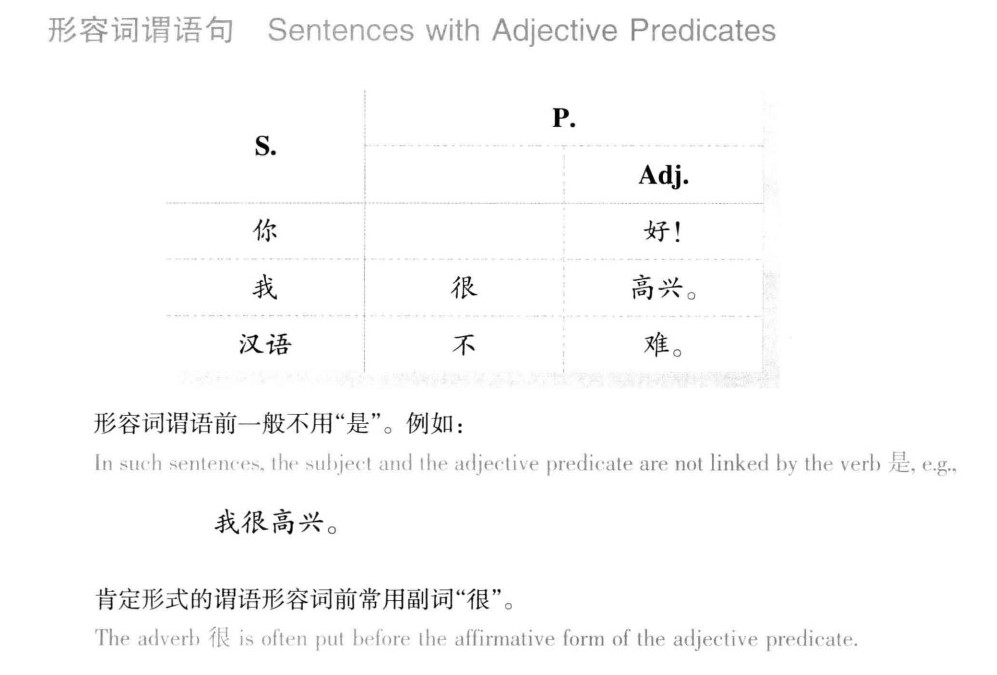 形容词谓语句 Sentences with Adjective Predicates
S. P.
Adj.
你 好！
我 很 高兴。
汉语 不 难。
形容词谓语前一般不用“是”。例如：
In such sentences, the subject and the adjective predicate are not linked by the verb 是, e.g.,
我很高兴。
肯定形式的谓语形容词前常用副词“很”。
The adverb 很 is often put before the affirmative form of the adjective predicate.